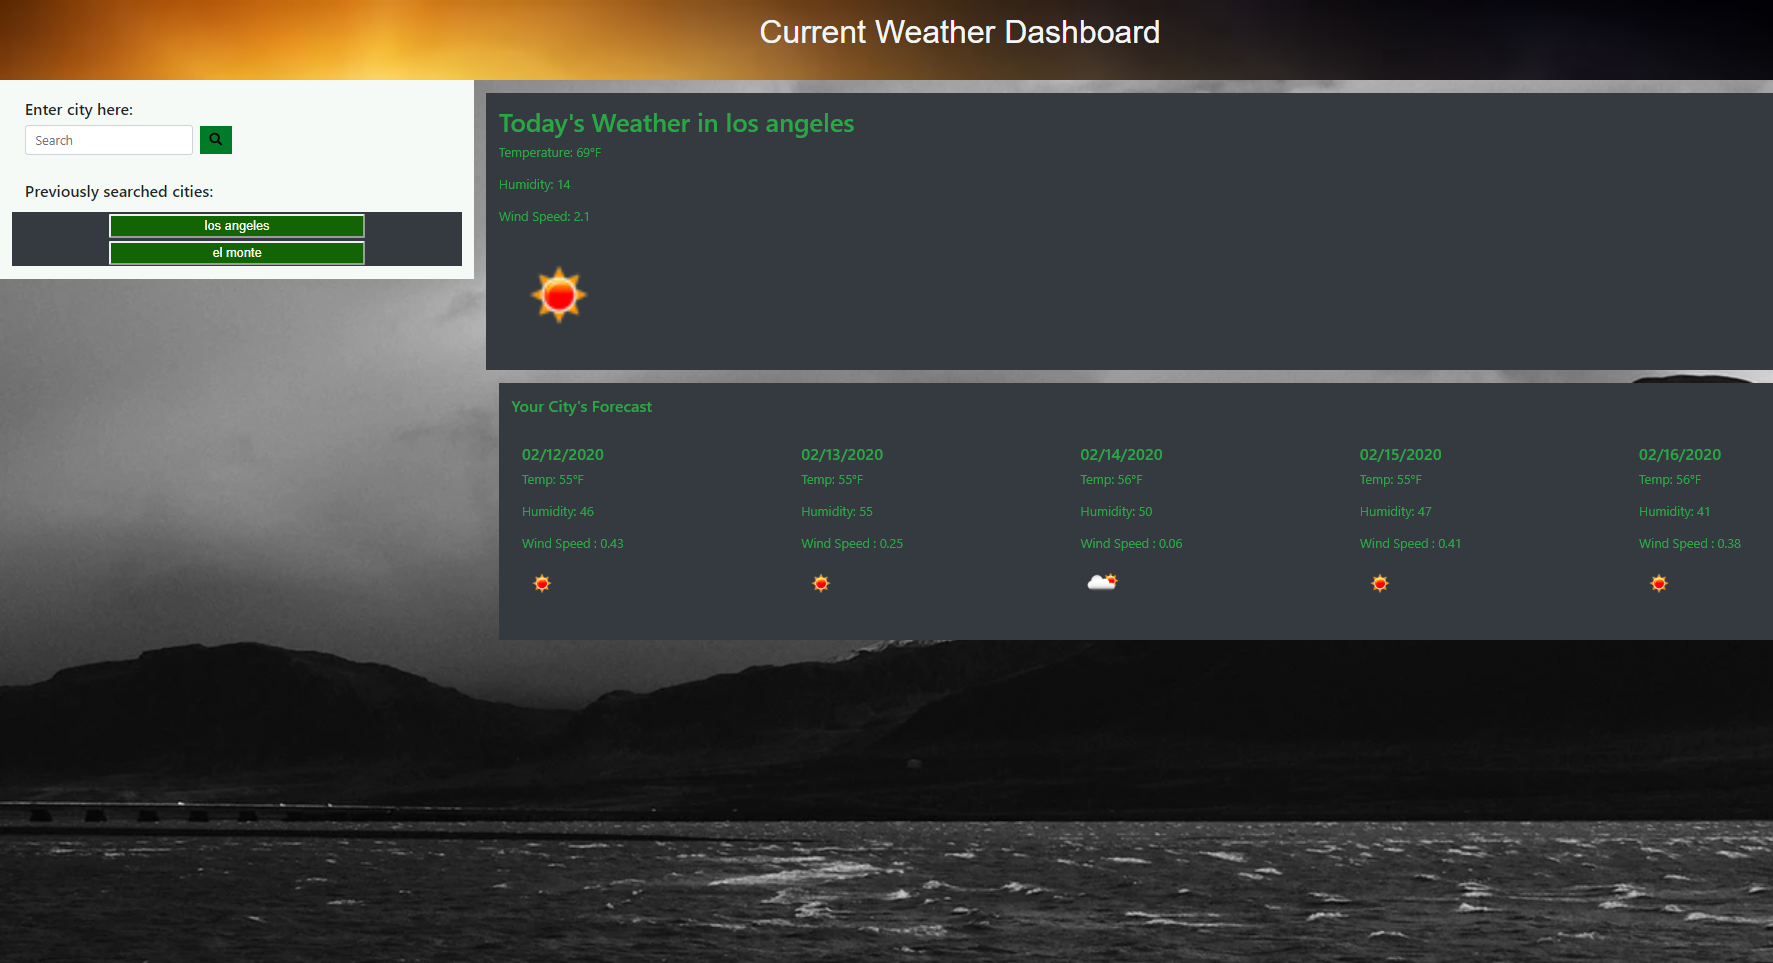 Current Weather Dashboard
Enter city here:
Search
Previously searched cities:
los angeles
el monte
Today's Weather in los angeles
Temperature: 69°F
Humidity: 14
Wind Speed: 2.1
Your City's Forecast
02/12/2020
Temp: 55°F
Humidity: 46
Wind Speed : 0.43
02/13/2020
Temp: 55°F
Humidity: 55
Wind Speed : 0.25
02/14/2020
Temp: 56°F
Humidity: 50
Wind Speed : 0.06
02/15/2020
Temp: 55°F
Humidity: 47
Wind Speed : 0.41
02/16/2020
Temp: 56°F
Humidity: 41
Wind Speed : 0.38